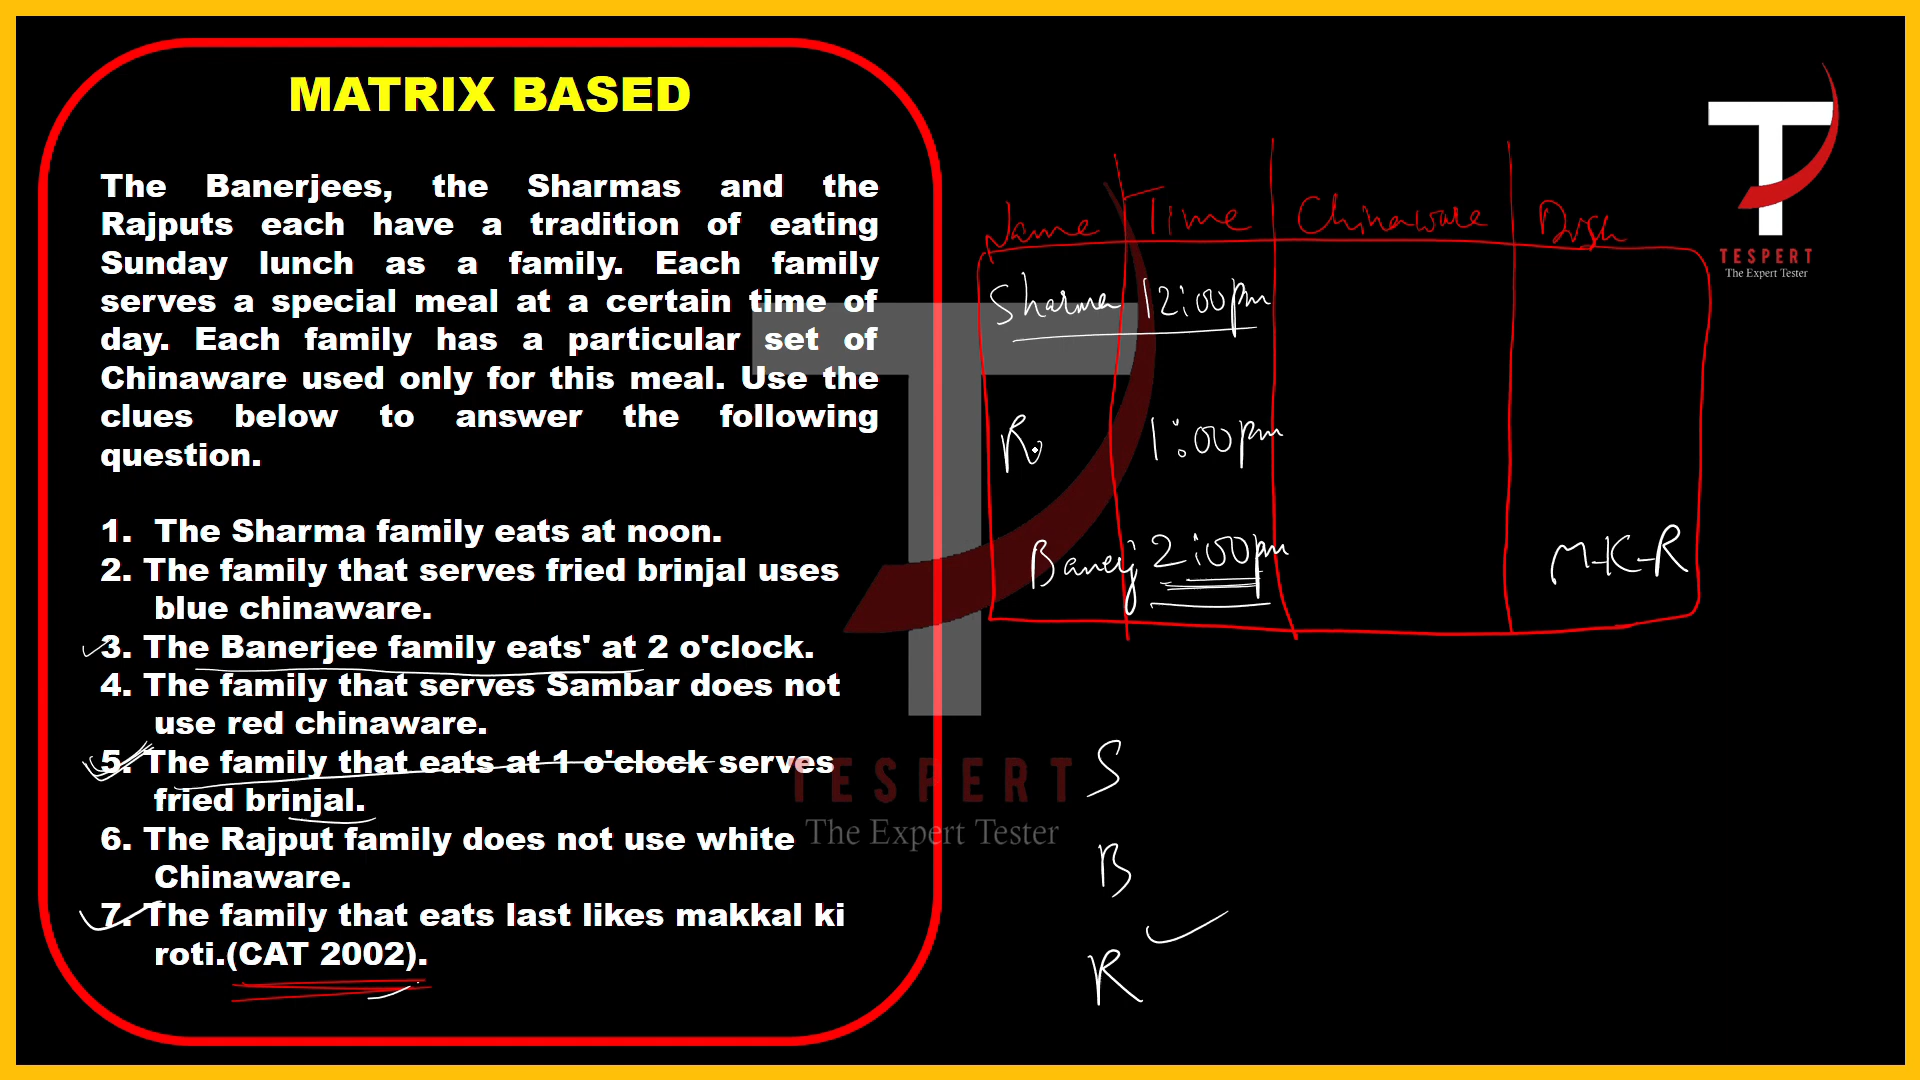 MATRIX BASED
The Banerjees, the Sharmas and the
Rajputs each have a tradition of eating
Sunday lunch as a family. Each family
serves a special meal at a certain time of
day. Each family has a particular set of
Chinaware used only for this meal. Use the
clues below to answer the following
question.
1. The Sharma family eats at noon.
2. The family that serves fried brinjal uses
blue chinaware.
3. The Banerjee family eats' at 2 o'clock.
4. The family that serves Sambar does not
use red chinaware.
5. The family that eats at 1 o'clock serves
fried brinjal.
6. The Rajput family does not use white
Chinaware.
7. The family that eats last likes makkal ki
roti.(CAT 2002).
Name Time Chinaware Dish
Sharma 12:00pm
R. 1:00pm
Banerj 2:00pm M-K-R
S
B
R
TESPERT
The Expert Tester
TESPERT
The Expert Tester